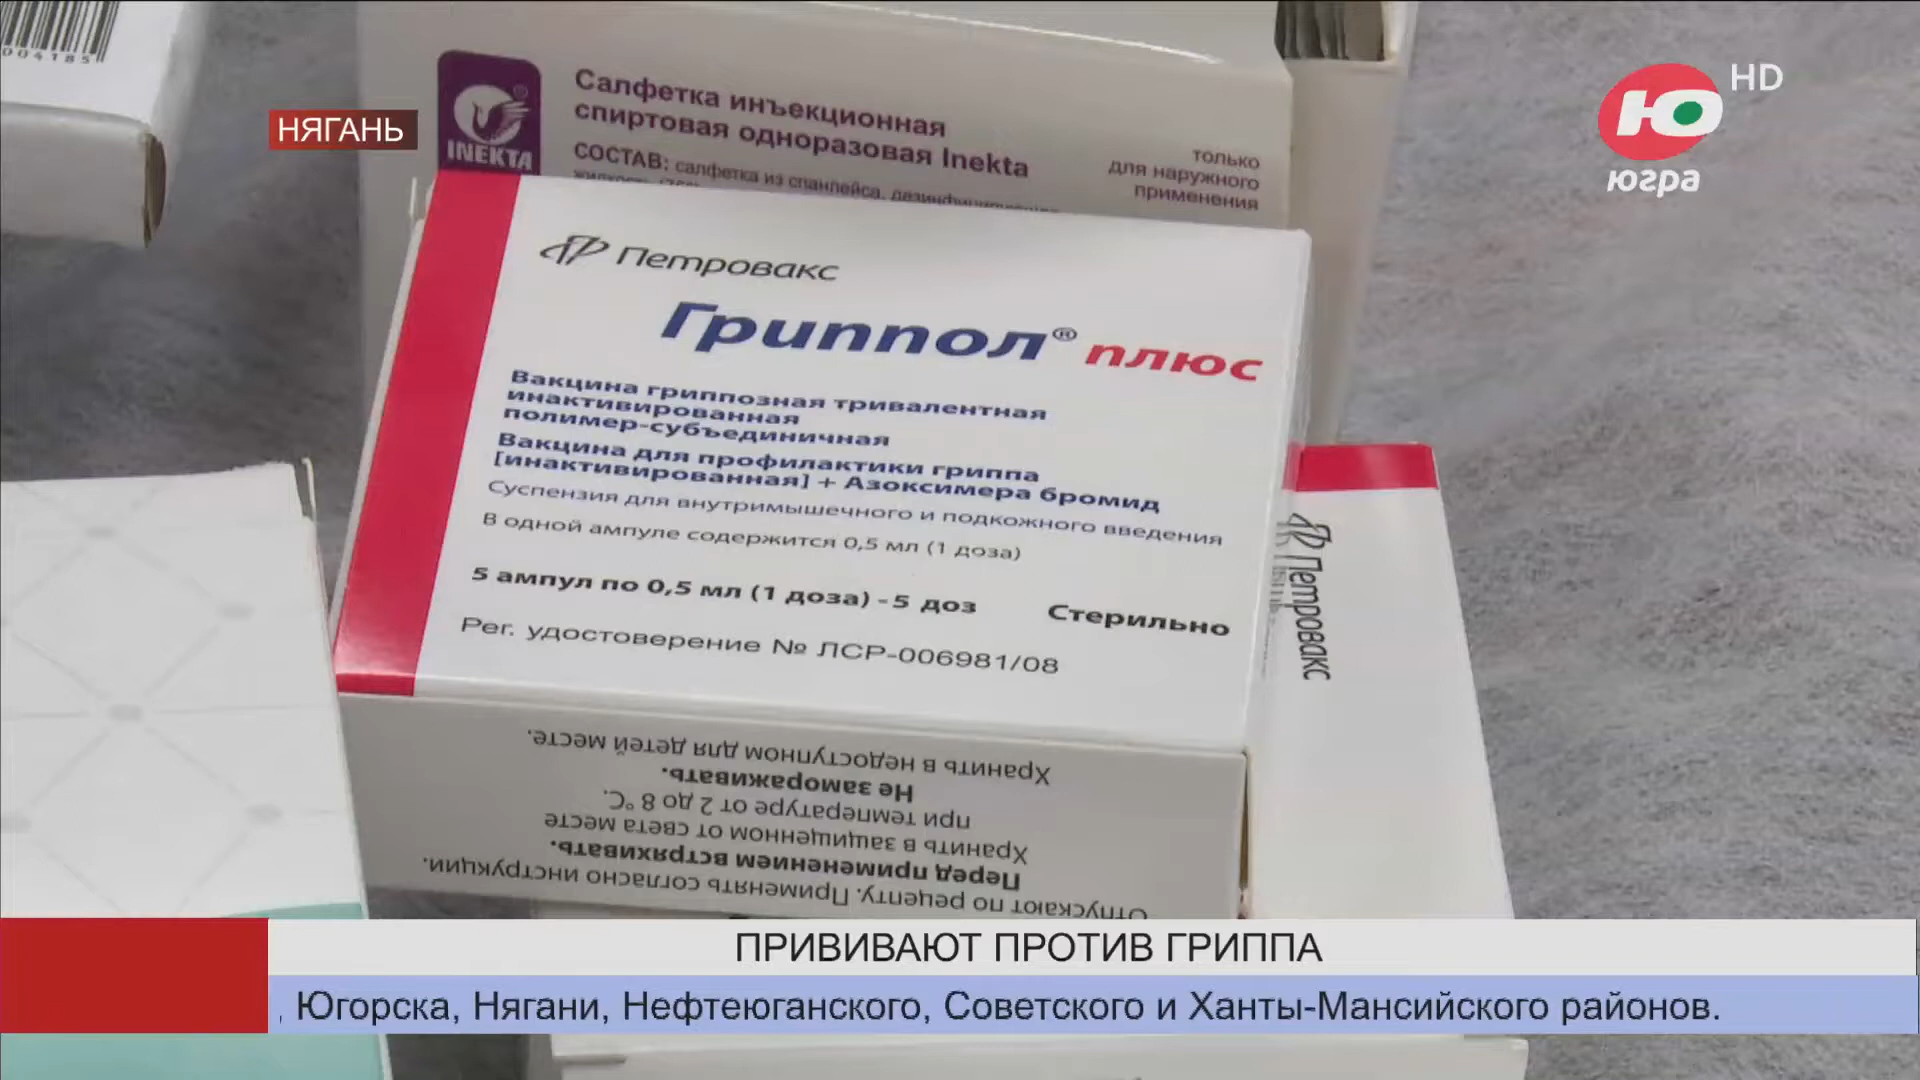 004185
НЯГАНЬ
HD
Ю
югра
INEKTA
Салфетка инъекционная
спиртовая одноразовая Inekta
СОСТАВ: салфетка из спанлейса, дезинфицирующая
только
для наружного
применения
Петровакс
Гриппол® плюс
Вакцина гриппозная тривалентная
инактивированная
полимер-субъединичная
Вакцина для профилактики гриппа
[инактивированная] + Азоксимера бромид
Суспензия для внутримышечного и подкожного введения
В одной ампуле содержится 0,5 мл (1 доза)
5 ампул по 0,5 мл (1 доза) - 5 доз
Стерильно
Рег. удостоверение № ЛСР-006981/08
Петровакс
Отпускают по рецепту. Применять согласно инструкции.
Перед применением встряхивать.
Хранить в защищенном от света месте
при температуре от 2 до 8 °С.
Не замораживать.
Хранить в недоступном для детей месте.
ПРИВИВАЮТ ПРОТИВ ГРИППА
, Югорска, Нягани, Нефтеюганского, Советского и Ханты-Мансийского районов.